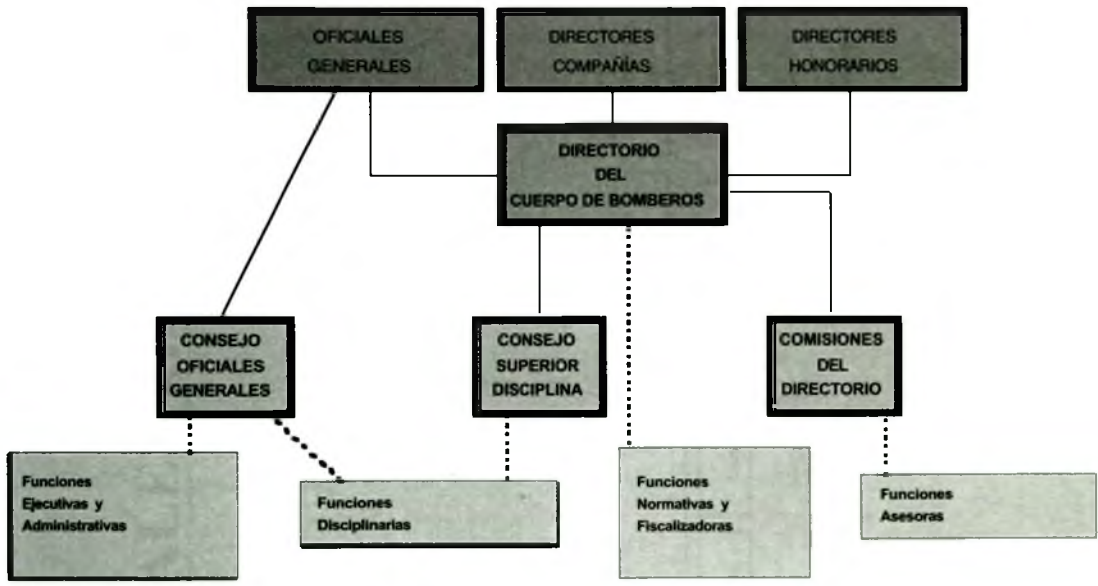 OFICIALES
GENERALES
DIRECTORES
COMPAÑÍAS
DIRECTORES
HONORARIOS
DIRECTORIO
DEL
CUERPO DE BOMBEROS
CONSEJO
OFICIALES
GENERALES
CONSEJO
SUPERIOR
DISCIPLINA
COMISIONES
DEL
DIRECTORIO
Funciones
Ejecutivas y
Administrativas
Funciones
Disciplinarias
Funciones
Normativas y
Fiscalizadoras
Funciones
Asesoras